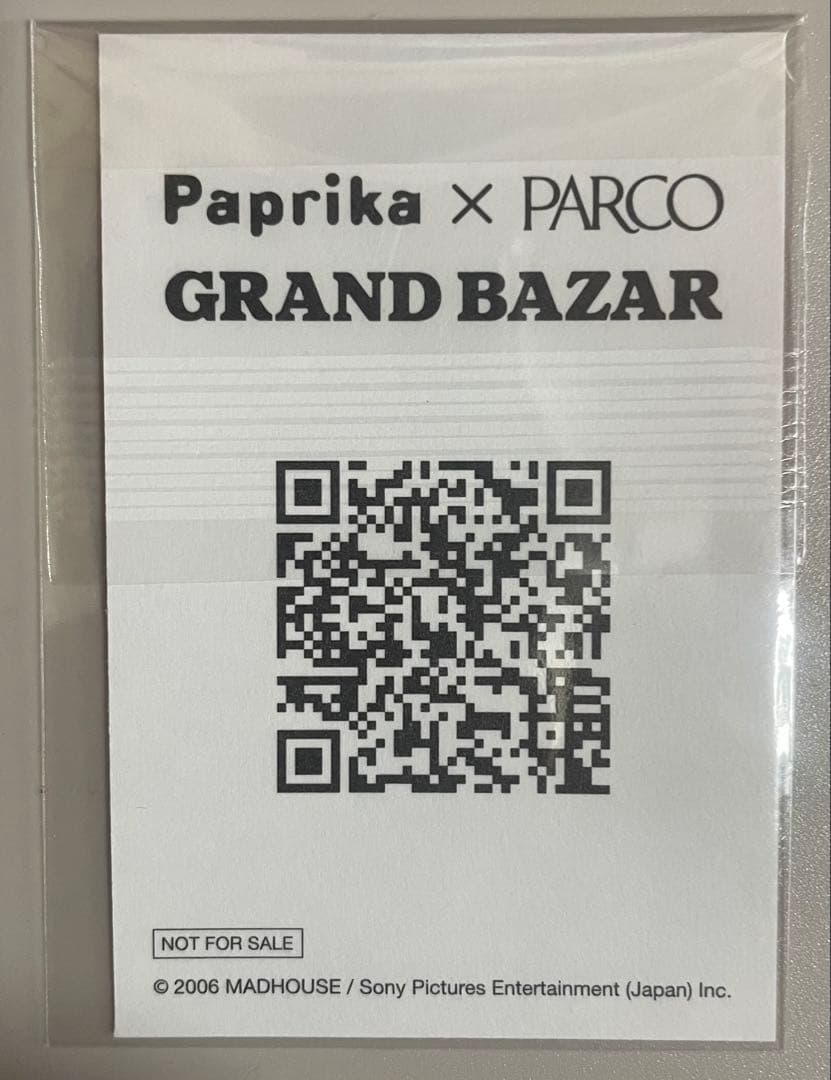 Paprika × PARCO
GRAND BAZAR
NOT FOR SALE
© 2006 MADHOUSE / Sony Pictures Entertainment (Japan) Inc.